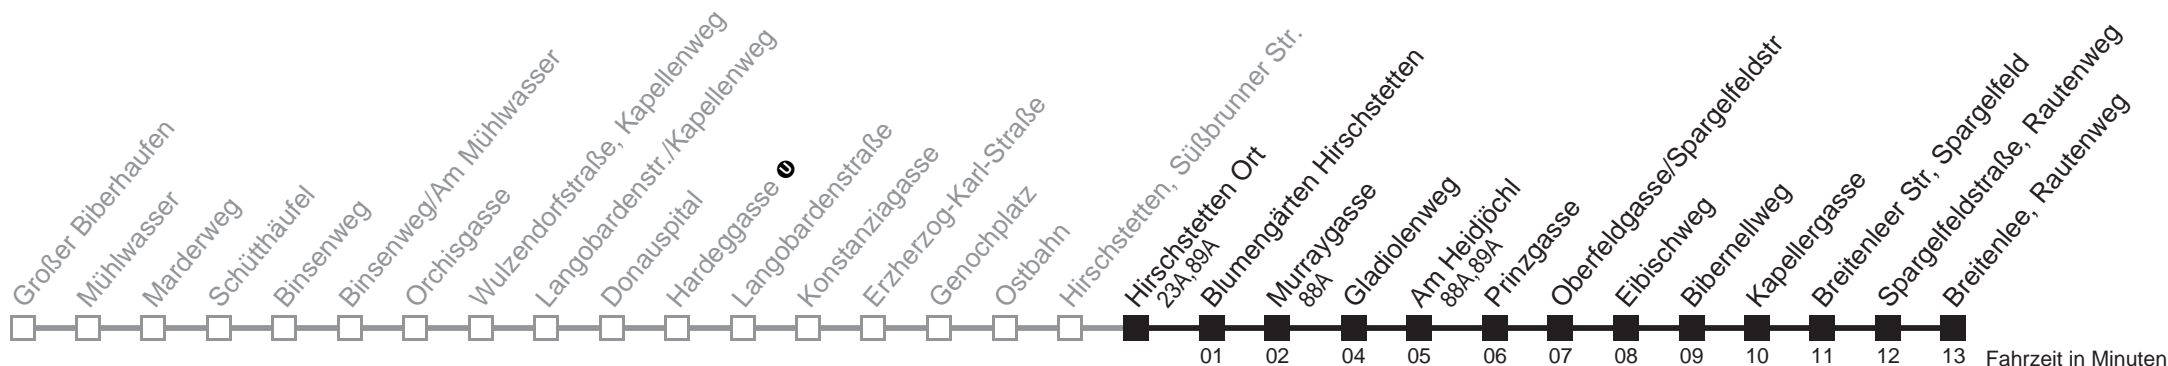 Großer Biberhaufen
Mühlwasser
Marderweg
Schütthäufel
Binsenweg
Binsenweg/Am Mühlwasser
Orchisgasse
Wulzendorfstraße, Kapellenweg
Langobardenstr./Kapellenweg
Donauspital
Hardeggasse U
Langobardenstraße
Konstanziagasse
Erzherzog-Karl-Straße
Genochplatz
Ostbahn
Hirschstetten, Süßbrunner Str.
Hirschstetten Ort
23A, 89A
Blumengärten Hirschstetten
Murraygasse
88A
Gladiolenweg
Am Heidjöchl
88A, 89A
Prinzgasse
Oberfeldgasse/Spargelfeldstr
Eibischweg
Bibernellweg
Kapellergasse
Breitenleer Str, Spargelfeld
Spargelfeldstraße, Rautenweg
Breitenlee, Rautenweg
01 02 04 05 06 07 08 09 10 11 12 13 Fahrzeit in Minuten